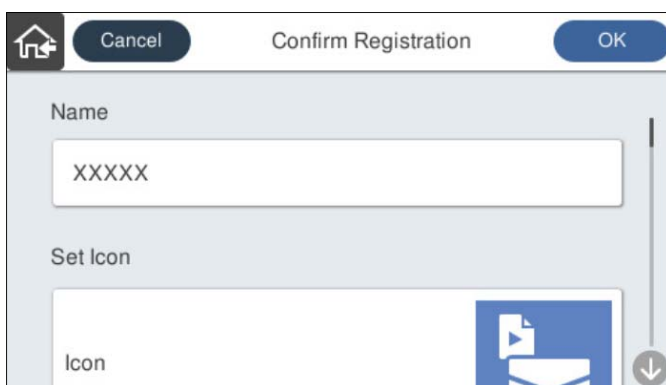 Cancel Confirm Registration OK
Name
XXXXX
Set Icon
Icon